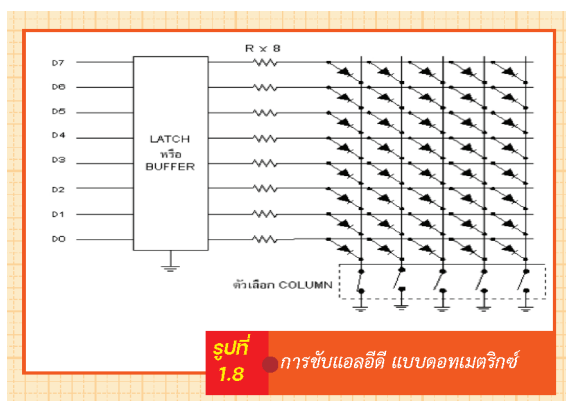 R × 8
D7
D6
D5
D4
D3
D2
D1
D0
LATCH
หรือ
BUFFER
ตัวเลือก COLUMN
รูปที่
1.8
การขับแอลอีดี แบบดอทเมตริกซ์